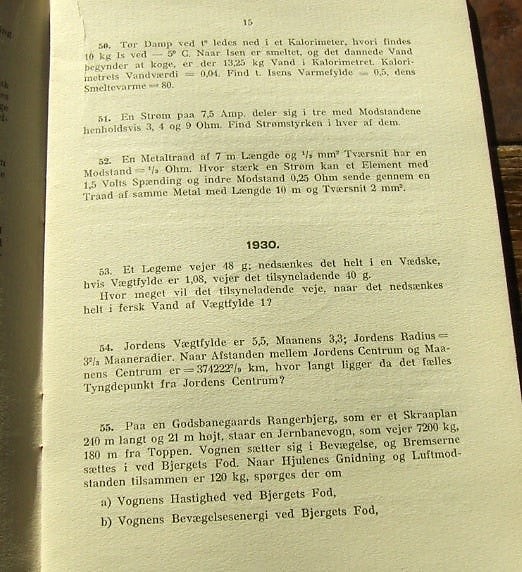 15
50. Tør Damp ved t° ledes ned i et Kalorimeter, hvori findes
10 kg Is ved — 5° C. Naar Isen er smeltet, og det dannede Vand
begynder at koge, er der 13,25 kg Vand i Kalorimetret. Kalori-
metrets Vandværdi = 0,04. Find t. Isens Varmefylde = 0,5, dens
Smeltevarme = 80.
51. En Strøm paa 7,5 Amp. deler sig i tre med Modstandene
henholdsvis 3, 4 og 9 Ohm. Find Strømstyrken i hver af dem.
52. En Metaltraad af 7 m Længde og ¹/₂ mm² Tværsnit har en
Modstand = ¹/₃ Ohm. Hvor stærk en Strøm kan et Element med
1,5 Volts Spænding og indre Modstand 0,25 Ohm sende gennem en
Traad af samme Metal med Længde 10 m og Tværsnit 2 mm².
1930.
53. Et Legeme vejer 48 g; nedsænkes det helt i en Vædske,
hvis Vægtfylde er 1,08, vejer det tilsyneladende 40 g.
Hvor meget vil det tilsyneladende veje, naar det nedsænkes
helt i fersk Vand af Vægtfylde 1?
54. Jordens Vægtfylde er 5,5, Maanens 3,3; Jordens Radius =
3²/₃ Maaneradier. Naar Afstanden mellem Jordens Centrum og Maa-
nens Centrum er = 374222²/₉ km, hvor langt ligger da det fælles
Tyngdepunkt fra Jordens Centrum?
55. Paa en Godsbanegaards Rangerbjerg, som er et Skraaplan
240 m langt og 21 m højt, staar en Jernbanevogn, som vejer 7200 kg,
180 m fra Toppen. Vognen sætter sig i Bevægelse, og Bremserne
sættes i ved Bjergets Fod. Naar Hjulenes Gnidning og Luftmod-
standen tilsammen er 120 kg, spørges der om
a) Vognens Hastighed ved Bjergets Fod,
b) Vognens Bevægelsesenergi ved Bjergets Fod,